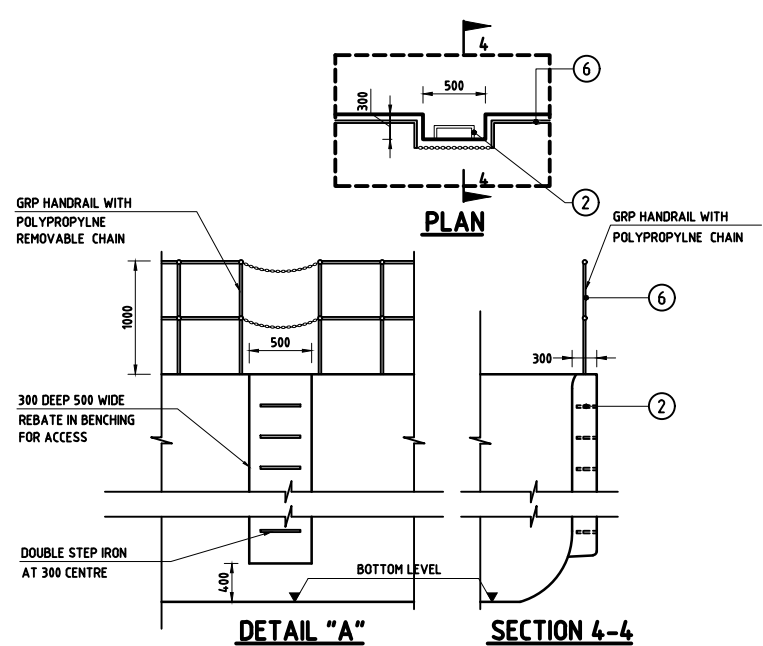 4
500
6
300
4
2
PLAN
GRP HANDRAIL WITH
POLYPROPYLNE
REMOVABLE CHAIN
GRP HANDRAIL WITH
POLYPROPYLNE CHAIN
1000
6
500
300
300 DEEP 500 WIDE
REBATE IN BENCHING
FOR ACCESS
2
DOUBLE STEP IRON
AT 300 CENTRE
400
BOTTOM LEVEL
DETAIL "A"
SECTION 4-4